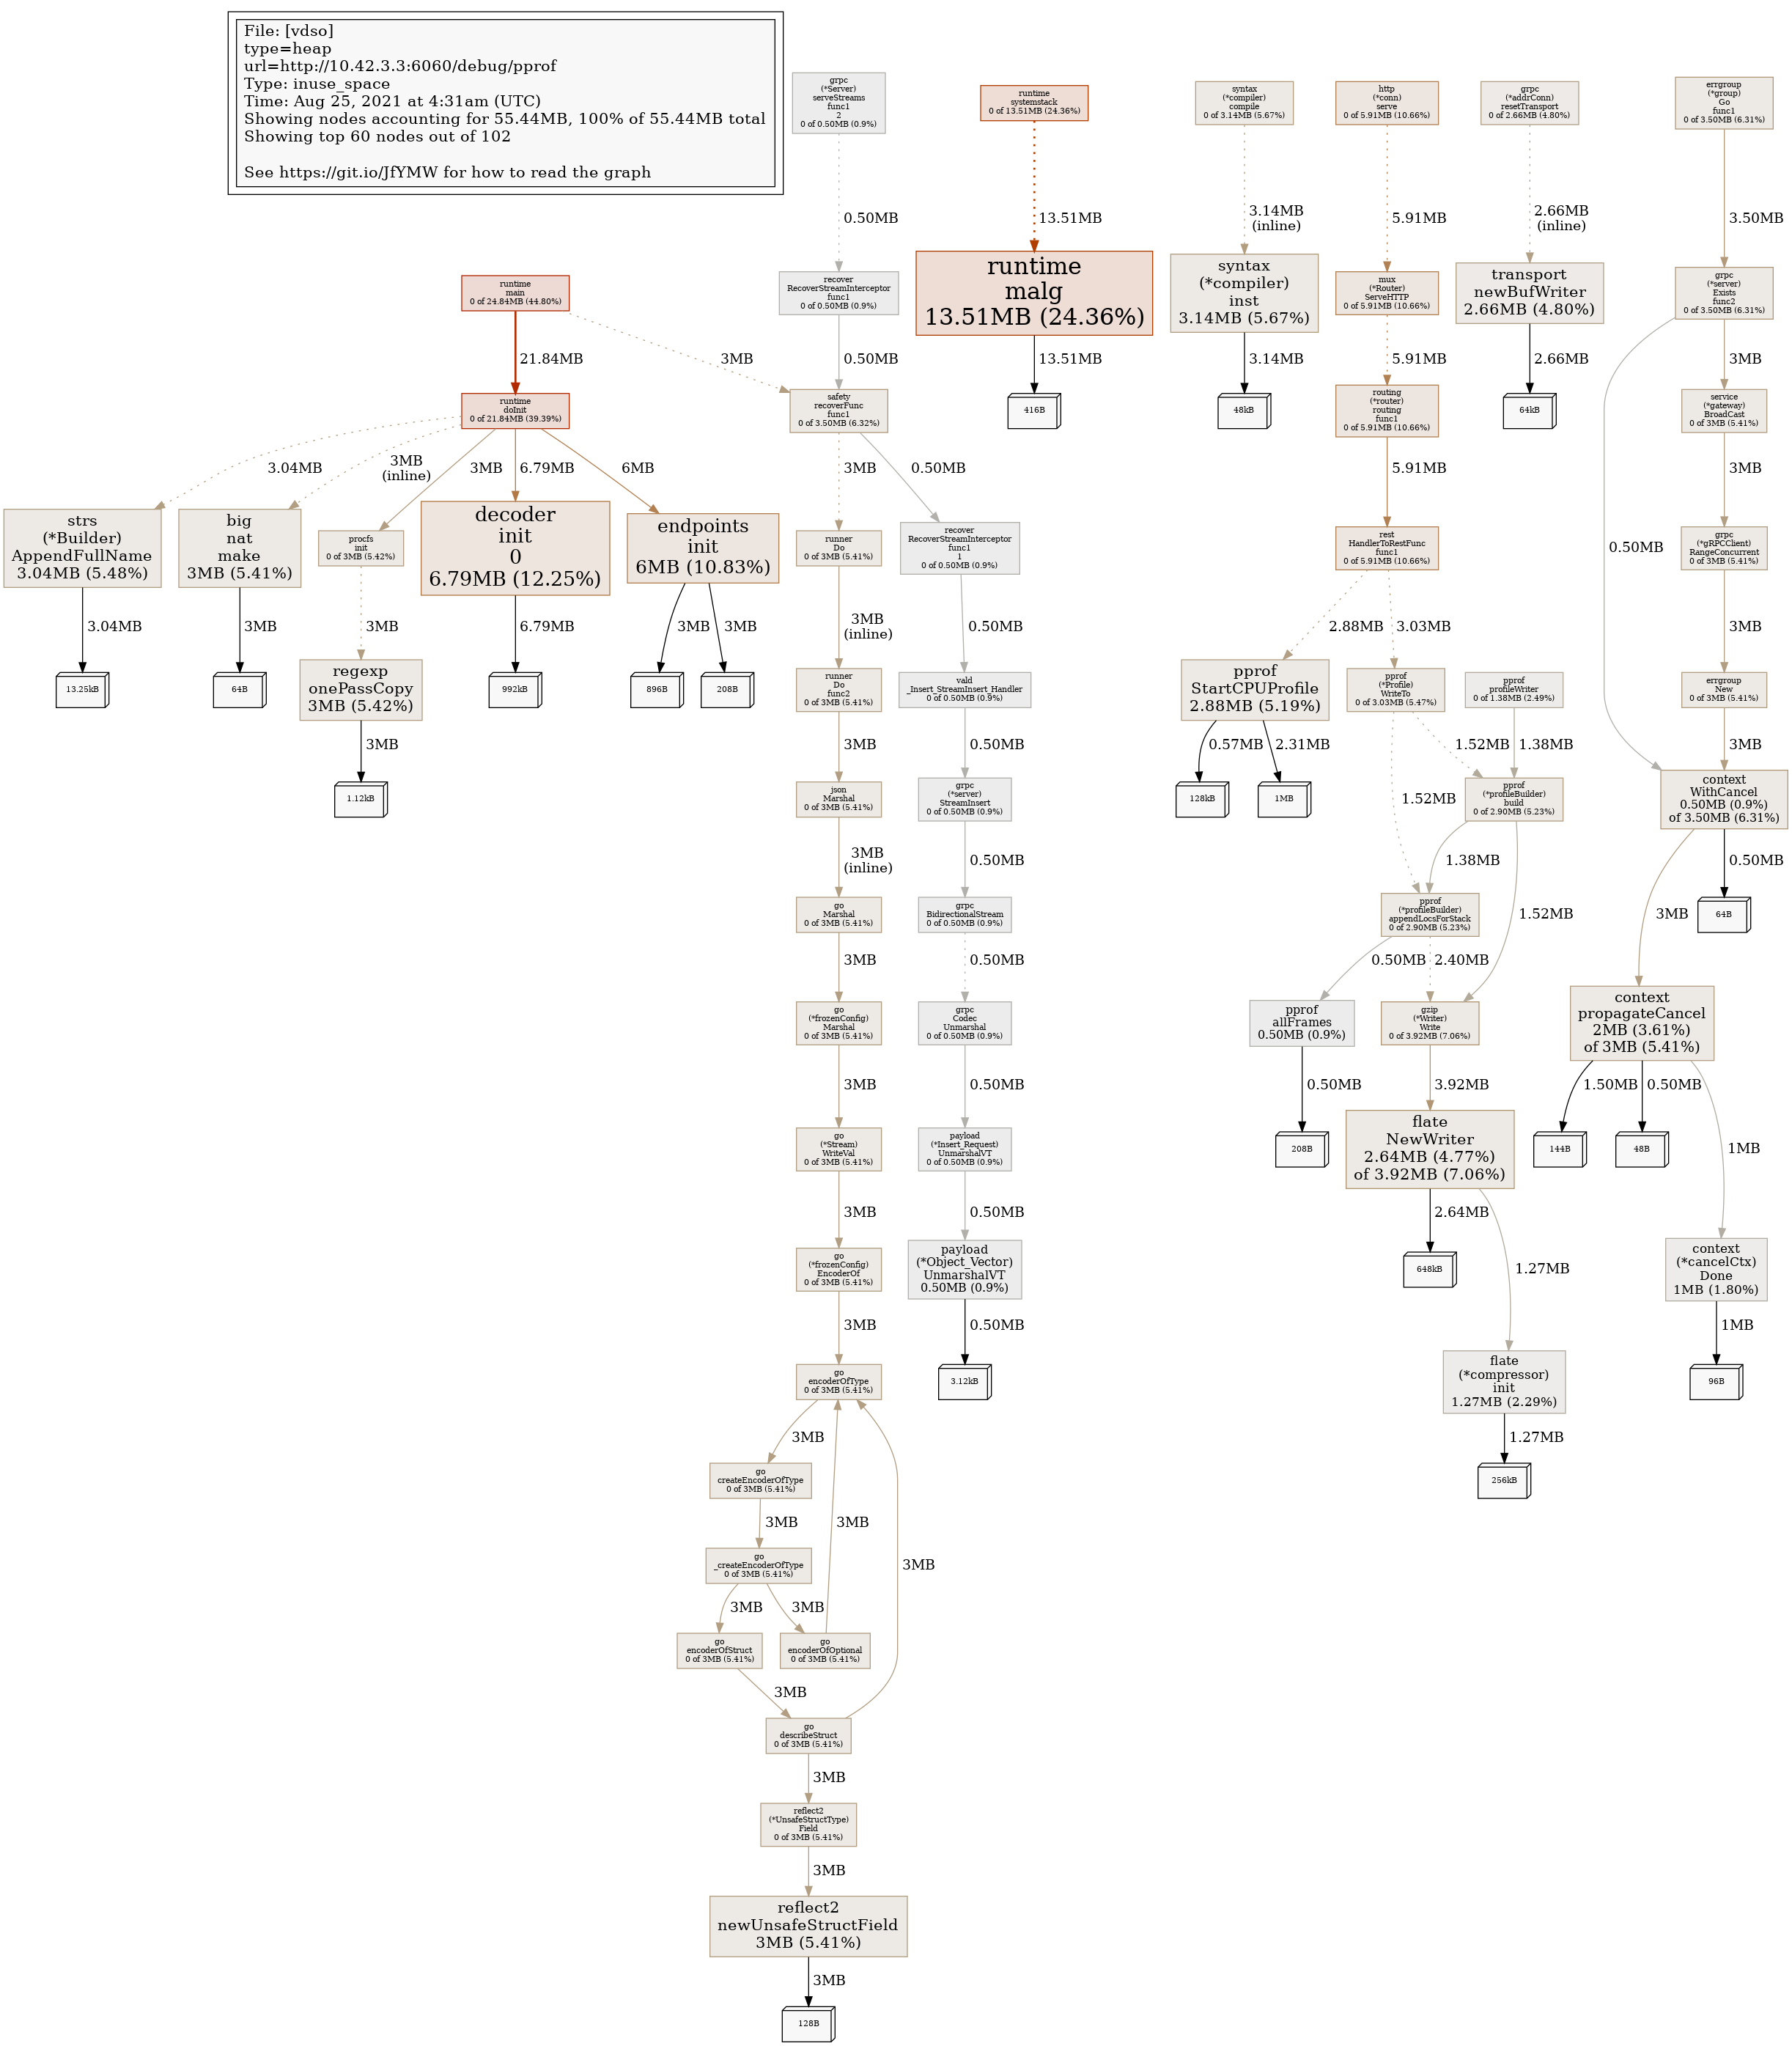 File: [vdso]
type=heap
url=http://10.42.3.3:6060/debug/pprof
Type: inuse_space
Time: Aug 25, 2021 at 4:31am (UTC)
Showing nodes accounting for 55.44MB, 100% of 55.44MB total
Showing top 60 nodes out of 102
See https://git.io/JfYMW for how to read the graph
grpc
(*Server)
serveStreams
func1
2
0 of 0.50MB (0.9%)
runtime
systemstack
0 of 13.51MB (24.36%)
syntax
(*compiler)
compile
0 of 3.14MB (5.67%)
http
(*conn)
serve
0 of 5.91MB (10.66%)
grpc
(*addrConn)
resetTransport
0 of 2.66MB (4.80%)
errgroup
(*group)
Go
func1
0 of 3.50MB (6.31%)
0.50MB
13.51MB
3.14MB
(inline)
5.91MB
2.66MB
(inline)
3.50MB
runtime
main
0 of 24.84MB (44.80%)
recover
RecoverStreamInterceptor
func1
0 of 0.50MB (0.9%)
runtime
malg
13.51MB (24.36%)
syntax
(*compiler)
inst
3.14MB (5.67%)
mux
(*Router)
ServeHTTP
0 of 5.91MB (10.66%)
transport
newBufWriter
2.66MB (4.80%)
grpc
(*server)
Exists
func2
0 of 3.50MB (6.31%)
21.84MB
3MB
0.50MB
13.51MB
3.14MB
5.91MB
2.66MB
3MB
runtime
doInit
0 of 21.84MB (39.39%)
safety
recoverFunc
func1
0 of 3.50MB (6.32%)
416B
48kB
routing
(*router)
routing
func1
0 of 5.91MB (10.66%)
64kB
service
(*gateway)
BroadCast
0 of 3MB (5.41%)
3.04MB
3MB
(inline)
3MB
6.79MB
6MB
3MB
0.50MB
5.91MB
3MB
strs
(*Builder)
AppendFullName
3.04MB (5.48%)
big
nat
make
3MB (5.41%)
procfs
init
0 of 3MB (5.42%)
decoder
init
0
6.79MB (12.25%)
endpoints
init
6MB (10.83%)
runner
Do
0 of 3MB (5.41%)
recover
RecoverStreamInterceptor
func1
1
0 of 0.50MB (0.9%)
rest
HandlerToRestFunc
func1
0 of 5.91MB (10.66%)
0.50MB
grpc
(*gRPCClient)
RangeConcurrent
0 of 3MB (5.41%)
3.04MB
3MB
3MB
6.79MB
3MB
3MB
3MB
(inline)
0.50MB
2.88MB
3.03MB
3MB
13.25kB
64B
regexp
onePassCopy
3MB (5.42%)
992kB
896B
208B
runner
Do
func2
0 of 3MB (5.41%)
vald
_Insert_StreamInsert_Handler
0 of 0.50MB (0.9%)
pprof
StartCPUProfile
2.88MB (5.19%)
pprof
(*Profile)
WriteTo
0 of 3.03MB (5.47%)
pprof
profileWriter
0 of 1.38MB (2.49%)
errgroup
New
0 of 3MB (5.41%)
3MB
3MB
0.50MB
0.57MB
2.31MB
1.52MB
1.38MB
3MB
1.12kB
json
Marshal
0 of 3MB (5.41%)
grpc
(*server)
StreamInsert
0 of 0.50MB (0.9%)
128kB
1MB
1.52MB
pprof
(*profileBuilder)
build
0 of 2.90MB (5.23%)
context
WithCancel
0.50MB (0.9%)
of 3.50MB (6.31%)
3MB
(inline)
0.50MB
1.38MB
0.50MB
go
Marshal
0 of 3MB (5.41%)
grpc
BidirectionalStream
0 of 0.50MB (0.9%)
pprof
(*profileBuilder)
appendLocsForStack
0 of 2.90MB (5.23%)
1.52MB
3MB
64B
3MB
0.50MB
0.50MB
2.40MB
go
(*frozenConfig)
Marshal
0 of 3MB (5.41%)
grpc
Codec
Unmarshal
0 of 0.50MB (0.9%)
pprof
allFrames
0.50MB (0.9%)
gzip
(*Writer)
Write
0 of 3.92MB (7.06%)
context
propagateCancel
2MB (3.61%)
of 3MB (5.41%)
3MB
0.50MB
0.50MB
3.92MB
1.50MB
0.50MB
go
(*Stream)
WriteVal
0 of 3MB (5.41%)
payload
(*Insert_Request)
UnmarshalVT
0 of 0.50MB (0.9%)
208B
flate
NewWriter
2.64MB (4.77%)
of 3.92MB (7.06%)
144B
48B
1MB
3MB
0.50MB
2.64MB
go
(*frozenConfig)
EncoderOf
0 of 3MB (5.41%)
payload
(*Object_Vector)
UnmarshalVT
0.50MB (0.9%)
648kB
1.27MB
context
(*cancelCtx)
Done
1MB (1.80%)
3MB
0.50MB
1MB
go
encoderOfType
0 of 3MB (5.41%)
3.12kB
flate
(*compressor)
init
1.27MB (2.29%)
96B
3MB
1.27MB
go
createEncoderOfType
0 of 3MB (5.41%)
256kB
3MB
3MB
3MB
go
_createEncoderOfType
0 of 3MB (5.41%)
3MB
3MB
go
encoderOfStruct
0 of 3MB (5.41%)
go
encoderOfOptional
0 of 3MB (5.41%)
3MB
go
describeStruct
0 of 3MB (5.41%)
3MB
reflect2
(*UnsafeStructType)
Field
0 of 3MB (5.41%)
3MB
reflect2
newUnsafeStructField
3MB (5.41%)
3MB
128B